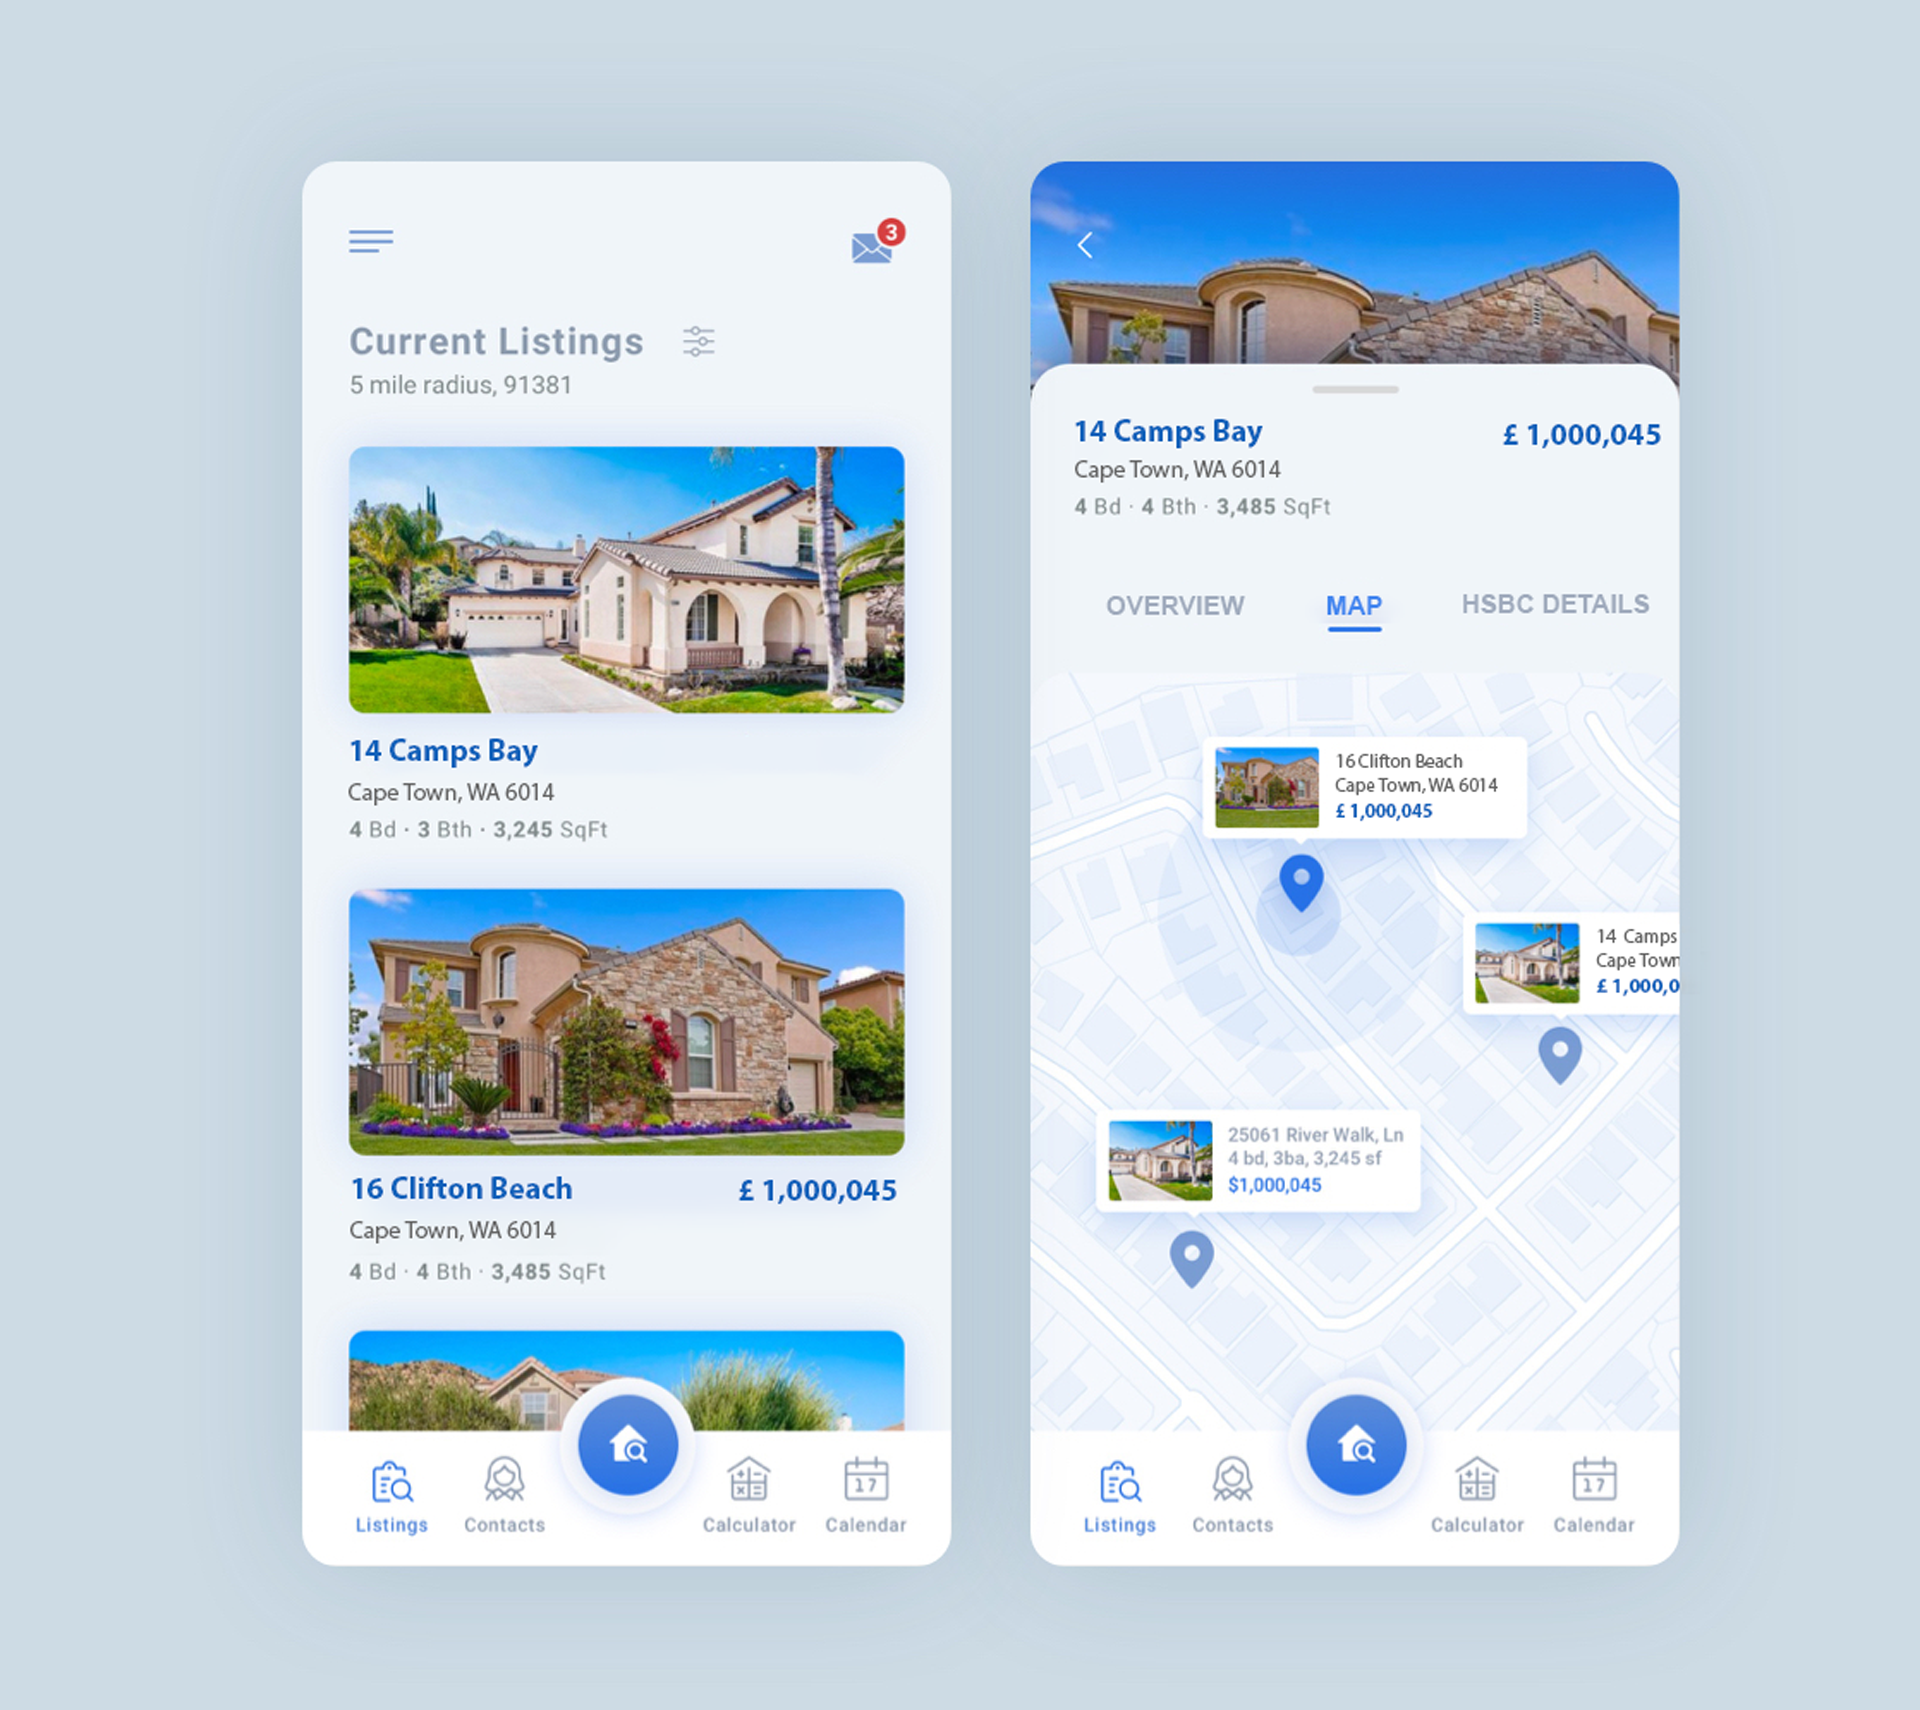 3
Current Listings
5 mile radius, 91381
14 Camps Bay
Cape Town, WA 6014
4 Bd · 3 Bth · 3,245 SqFt
16 Clifton Beach
£ 1,000,045
Cape Town, WA 6014
4 Bd · 4 Bth · 3,485 SqFt
17
Listings
Contacts
Calculator
Calendar
14 Camps Bay
£ 1,000,045
Cape Town, WA 6014
4 Bd · 4 Bth · 3,485 SqFt
OVERVIEW
MAP
HSBC DETAILS
16 Clifton Beach
Cape Town, WA 6014
£ 1,000,045
14 Camps
Cape Town
£ 1,000,0
25061 River Walk, Ln
4 bd, 3ba, 3,245 sf
$1,000,045
17
Listings
Contacts
Calculator
Calendar